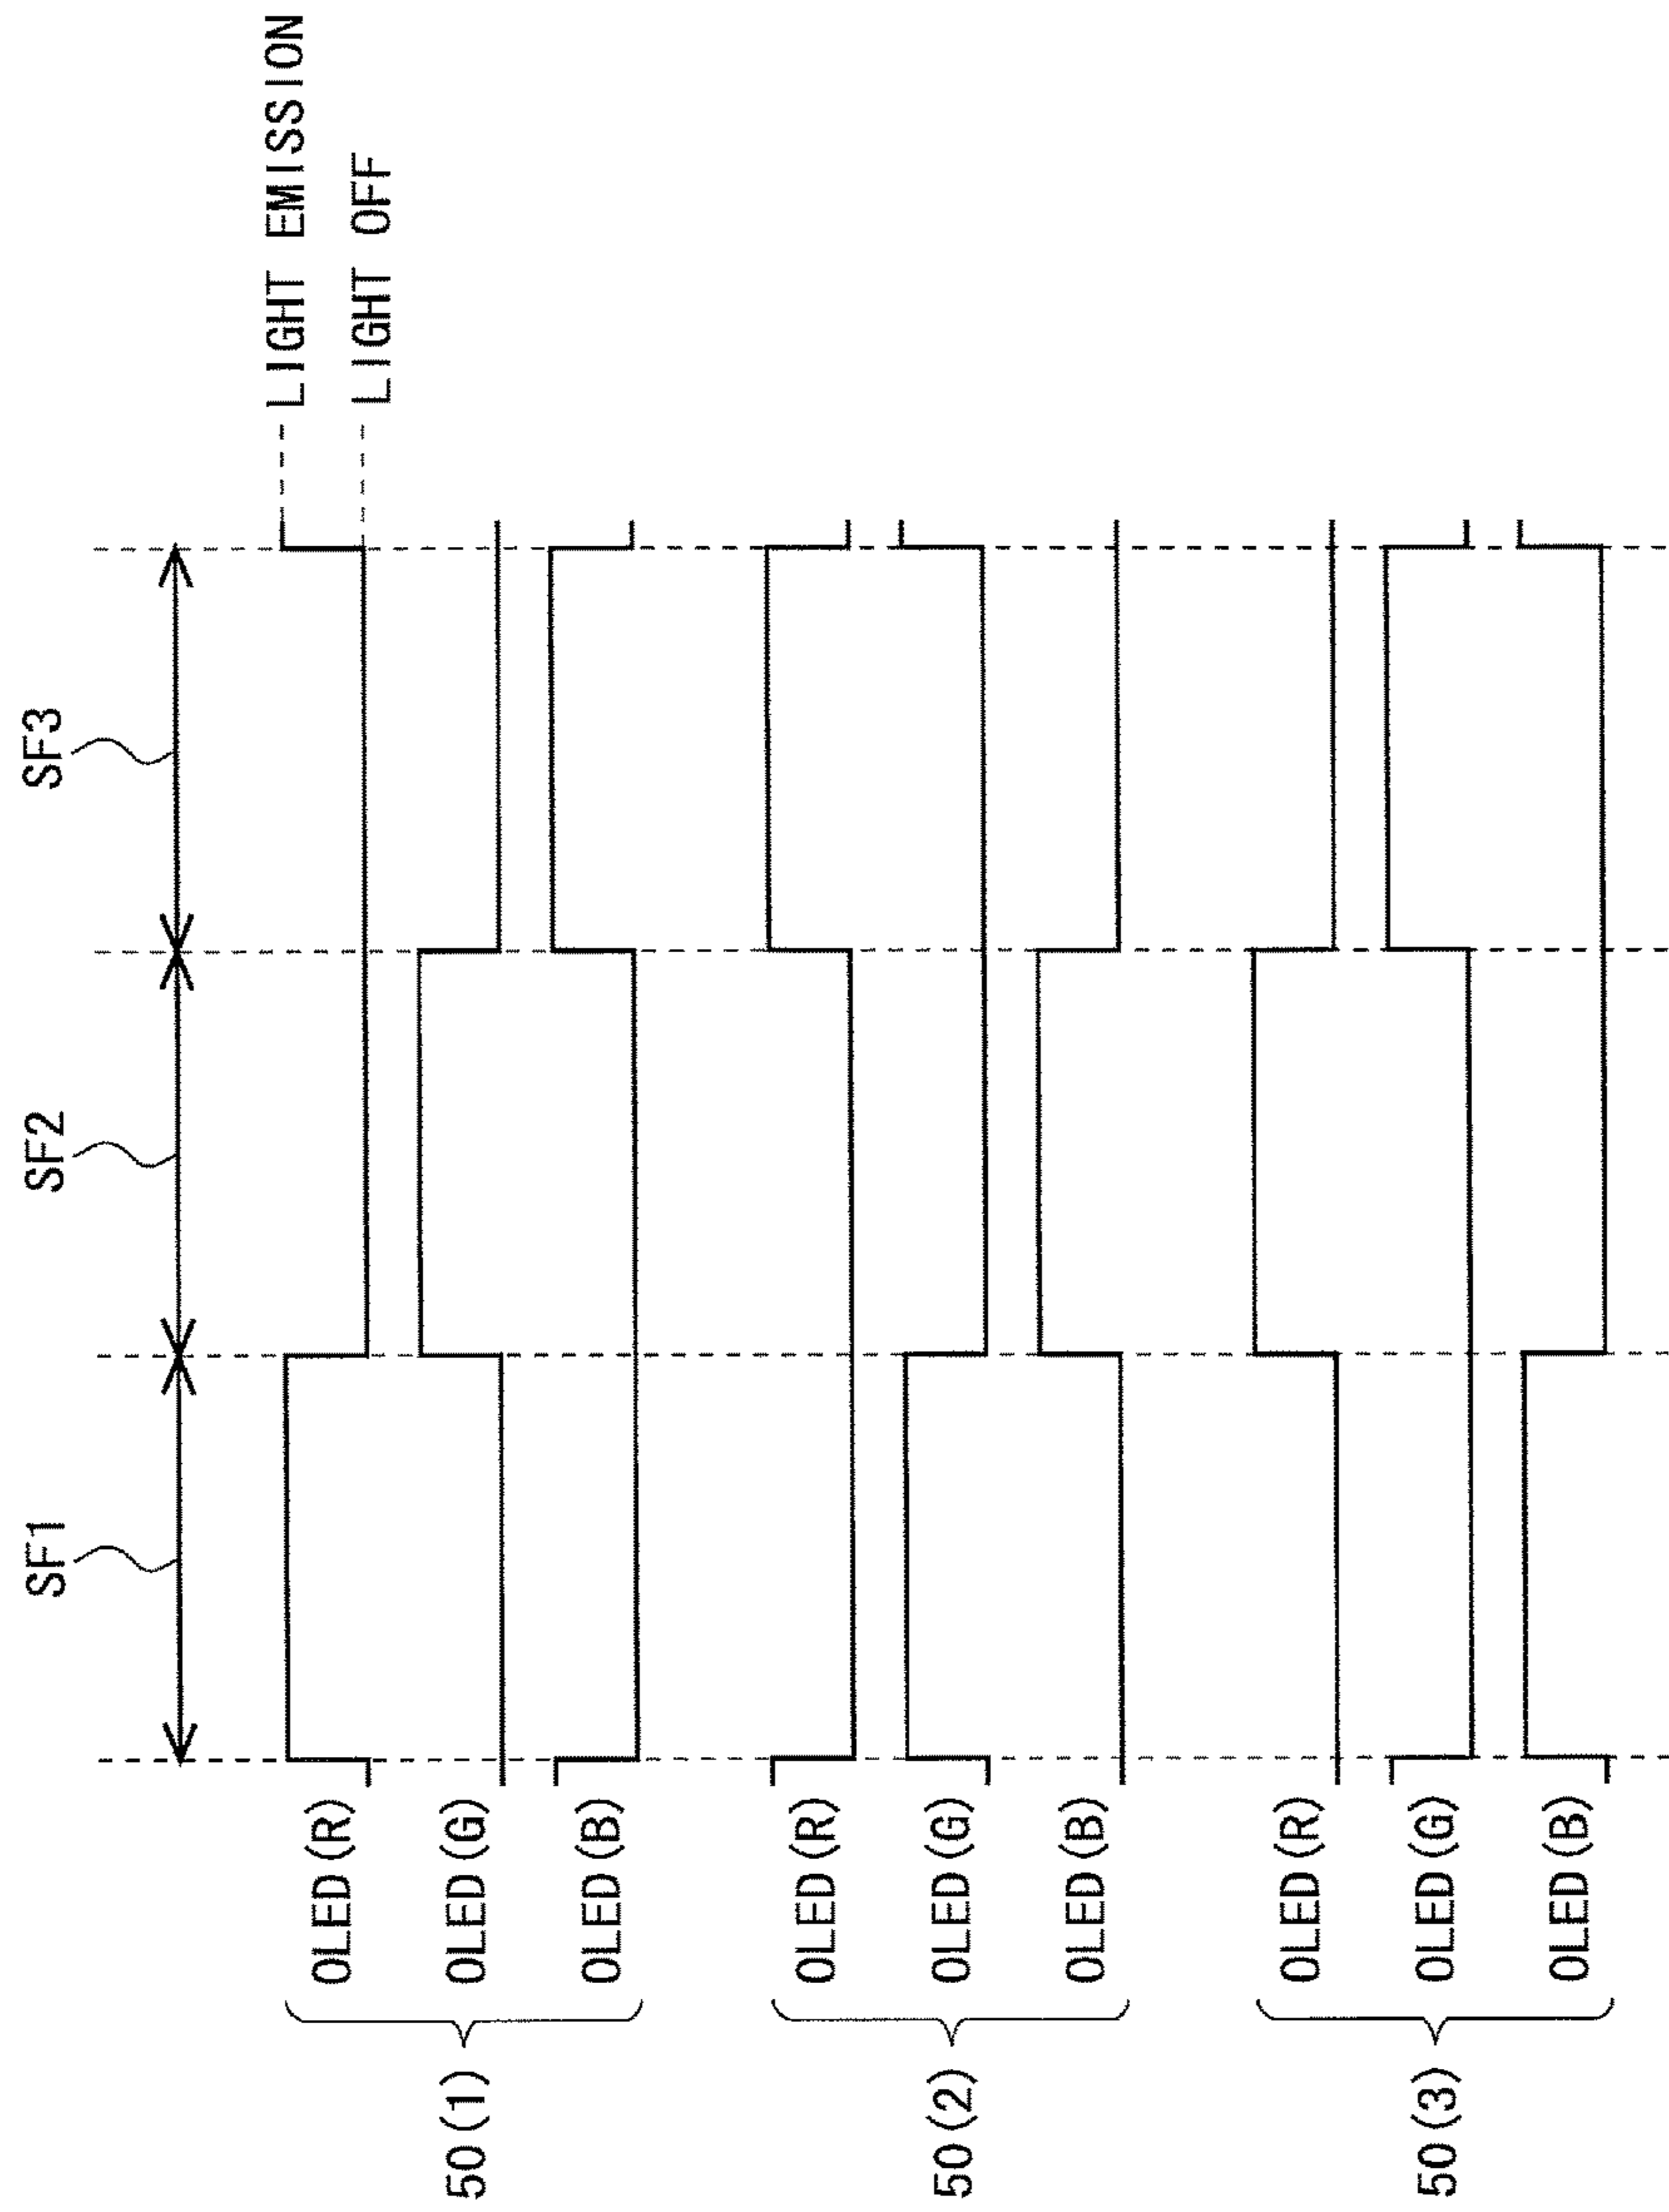 SF1
SF2
SF3
LIGHT EMISSION
LIGHT OFF
50(1)
OLED(R)
OLED(G)
OLED(B)
50(2)
OLED(R)
OLED(G)
OLED(B)
50(3)
OLED(R)
OLED(G)
OLED(B)